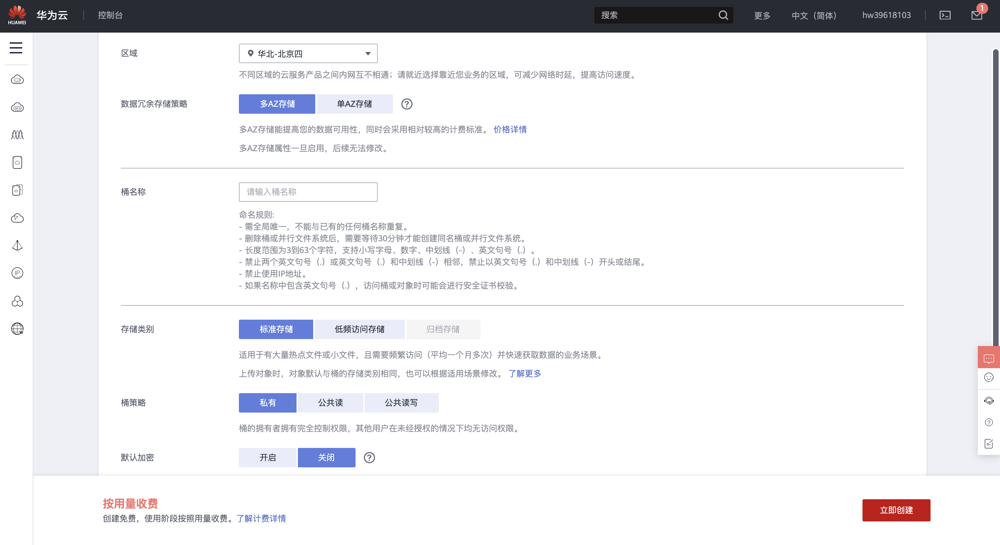 HUAWEI 华为云 控制台 搜索 更多 中文（简体） hw39618103 1
区域 华北-北京四
不同区域的云服务产品之间内网互不相通；请就近选择靠近您业务的区域，可减少网络时延，提高访问速度。
数据冗余存储策略 多AZ存储 单AZ存储 ?
多AZ存储能提高您的数据可用性，同时会采用相对较高的计费标准。 价格详情
多AZ存储属性一旦启用，后续无法修改。
桶名称 请输入桶名称
命名规则:
- 需全局唯一，不能与已有的任何桶名称重复。
- 删除桶或并行文件系统后，需要等待30分钟才能创建同名桶或并行文件系统。
- 长度范围为3到63个字符，支持小写字母、数字、中划线（-）、英文句号（.）。
- 禁止两个英文句号（.）或英文句号（.）和中划线（-）相邻，禁止以英文句号（.）和中划线（-）开头或结尾。
IP
- 禁止使用IP地址。
- 如果名称中包含英文句号（.），访问桶或对象时可能会进行安全证书校验。
W
存储类别 标准存储 低频访问存储 归档存储
适用于有大量热点文件或小文件，且需要频繁访问（平均一个月多次）并快速获取数据的业务场景。
上传对象时，对象默认与桶的存储类别相同，也可以根据适用场景修改。 了解更多
桶策略 私有 公共读 公共读写
桶的拥有者拥有完全控制权限，其他用户在未经授权的情况下均无访问权限。
?
默认加密 开启 关闭 ?
按用量收费
创建免费，使用阶段按照用量收费。了解计费详情
立即创建